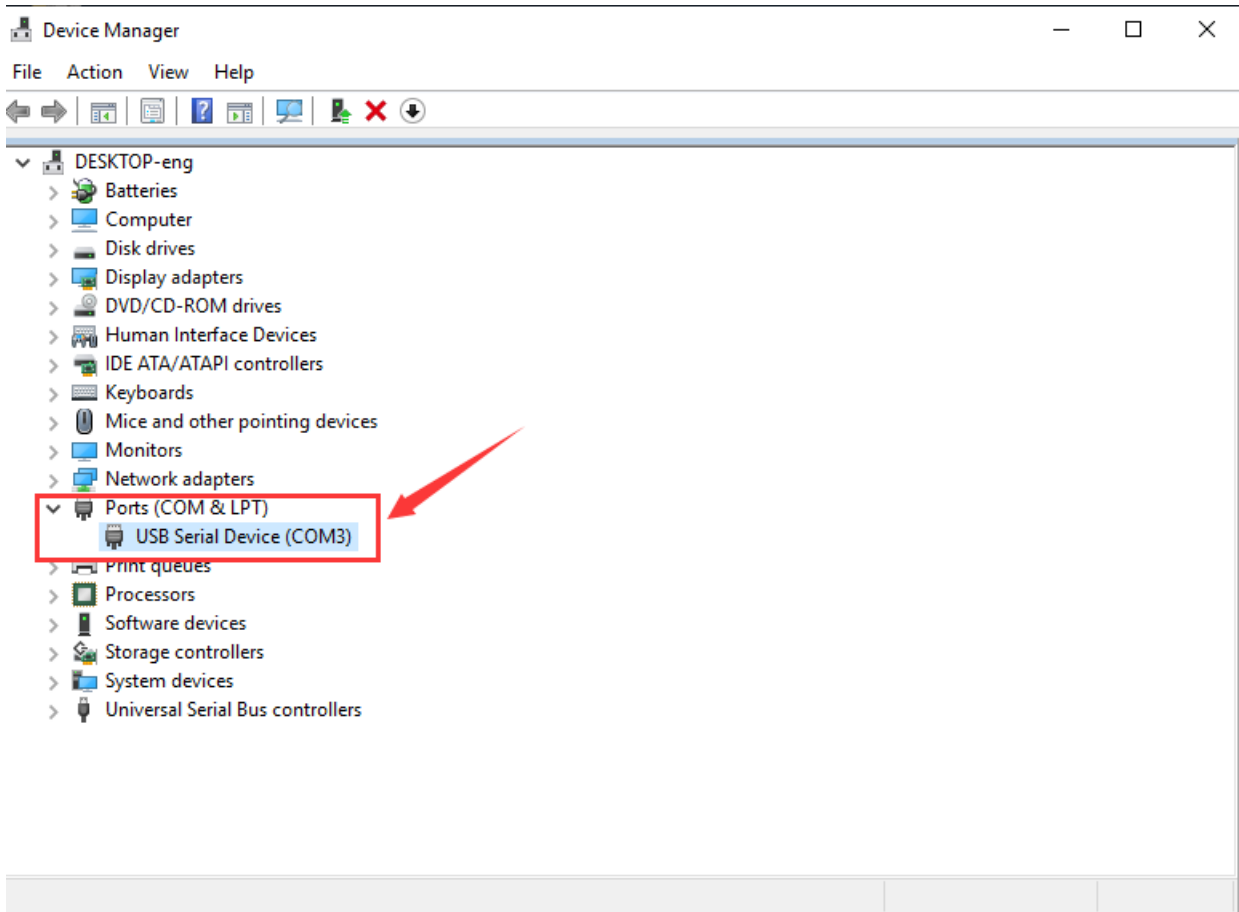 Device Manager
File Action View Help
DESKTOP-eng
Batteries
Computer
Disk drives
Display adapters
DVD/CD-ROM drives
Human Interface Devices
IDE ATA/ATAPI controllers
Keyboards
Mice and other pointing devices
Monitors
Network adapters
Ports (COM & LPT)
USB Serial Device (COM3)
Print queues
Processors
Software devices
Storage controllers
System devices
Universal Serial Bus controllers